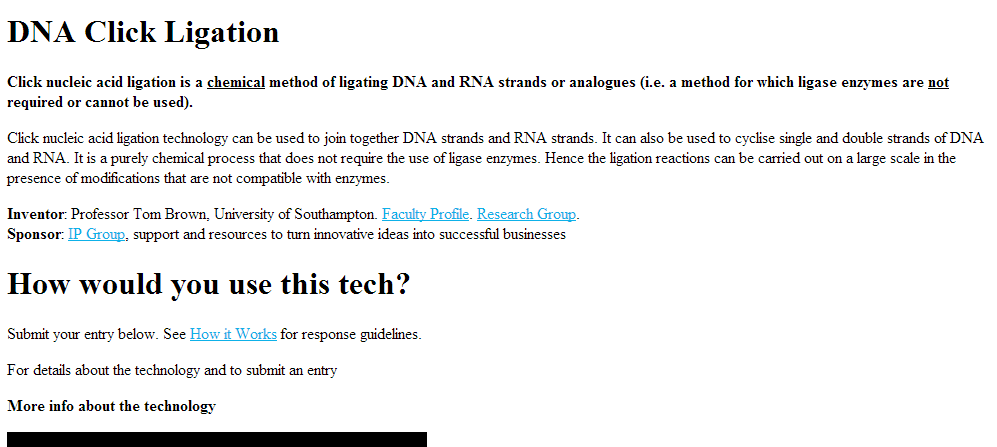 DNA Click Ligation
Click nucleic acid ligation is a chemical method of ligating DNA and RNA strands or analogues (i.e. a method for which ligase enzymes are not
required or cannot be used).
Click nucleic acid ligation technology can be used to join together DNA strands and RNA strands. It can also be used to cyclise single and double strands of DNA
and RNA. It is a purely chemical process that does not require the use of ligase enzymes. Hence the ligation reactions can be carried out on a large scale in the
presence of modifications that are not compatible with enzymes.
Inventor: Professor Tom Brown, University of Southampton. Faculty Profile. Research Group.
Sponsor: IP Group, support and resources to turn innovative ideas into successful businesses
How would you use this tech?
Submit your entry below. See How it Works for response guidelines.
For details about the technology and to submit an entry
More info about the technology